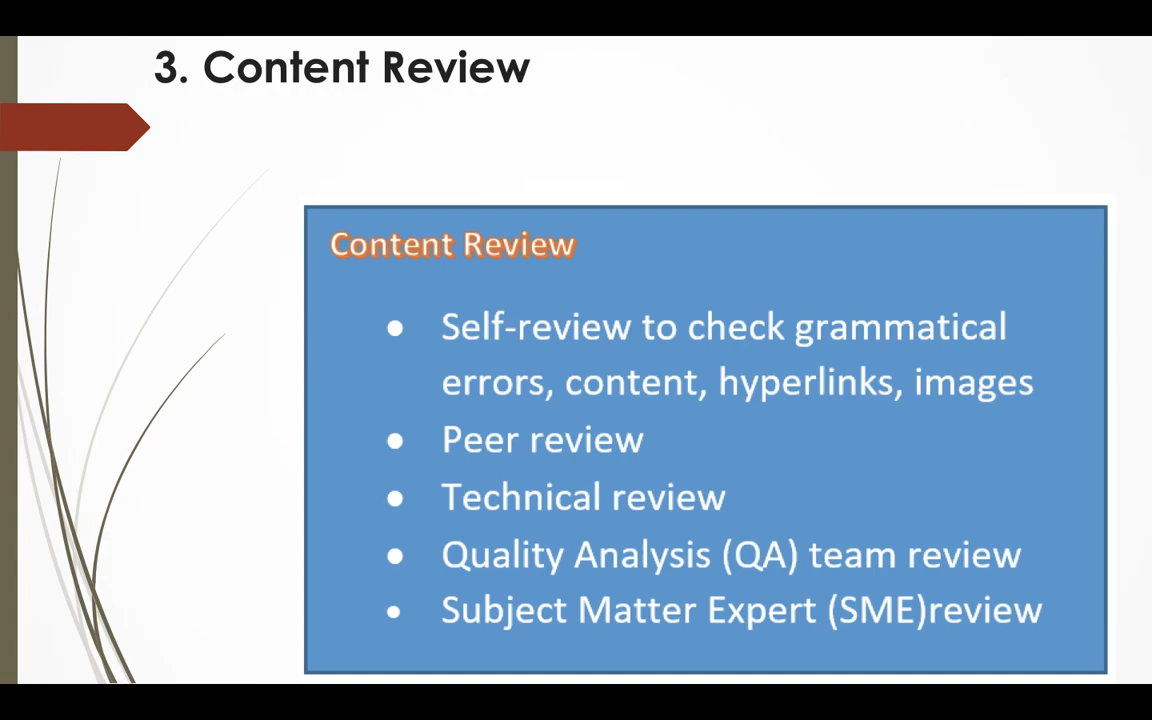 3. Content Review
Content Review
● Self-review to check grammatical
errors, content, hyperlinks, images
● Peer review
● Technical review
● Quality Analysis (QA) team review
● Subject Matter Expert (SME)review